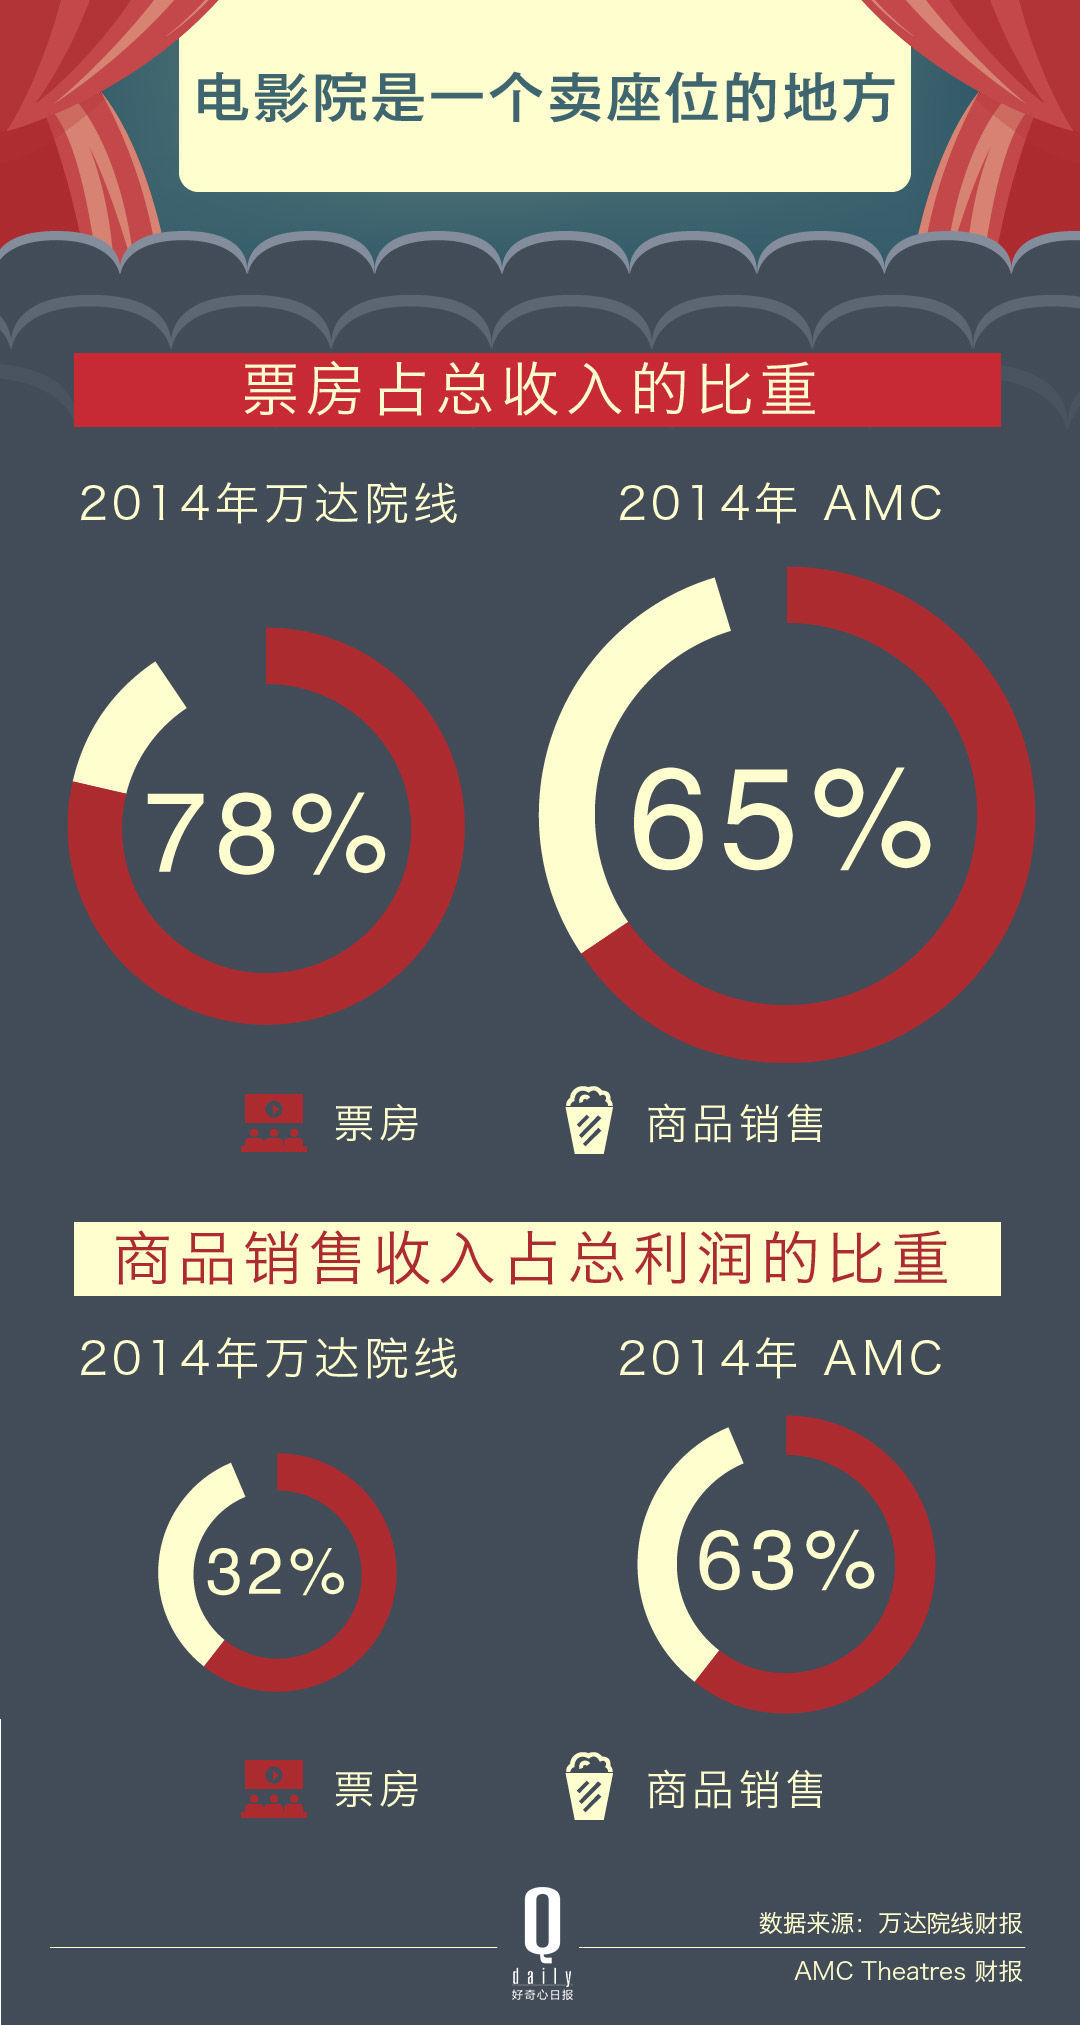 电影院是一个卖座位的地方
票房占总收入的比重
2014年万达院线
2014年 AMC
78%
65%
票房
商品销售
商品销售收入占总利润的比重
2014年万达院线
2014年 AMC
32%
63%
票房
商品销售
Q
daily
好奇心日报
数据来源：万达院线财报
AMC Theatres 财报